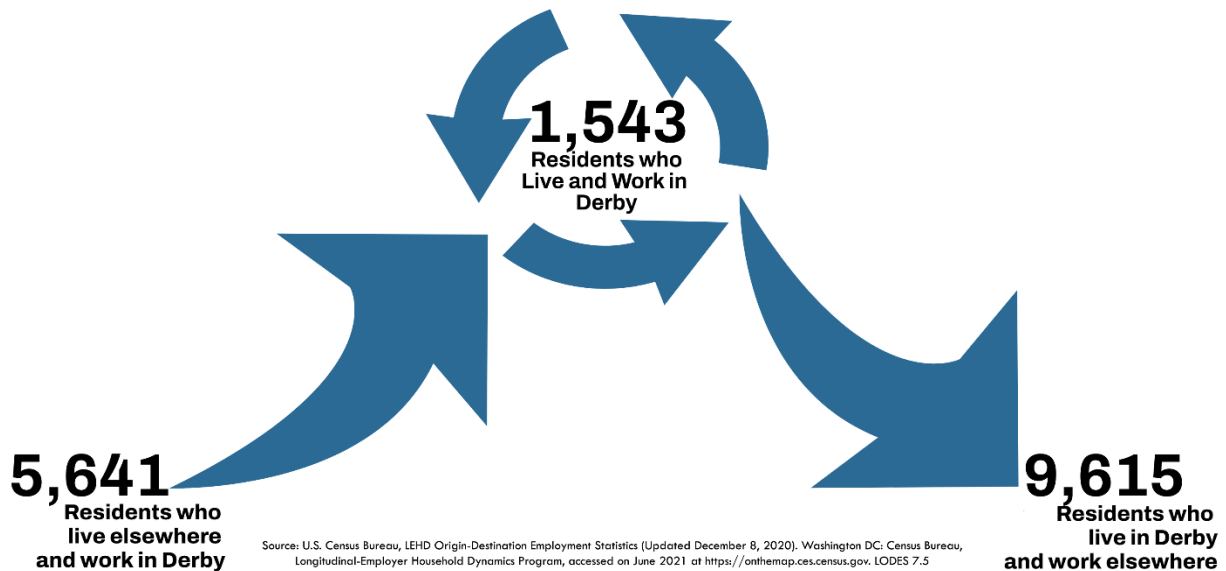 1,543
Residents who
Live and Work in
Derby
5,641
Residents who
live elsewhere
and work in Derby
9,615
Residents who
live in Derby
and work elsewhere
Source: U.S. Census Bureau, LEHD Origin-Destination Employment Statistics (Updated December 8, 2020). Washington DC: Census Bureau,
Longitudinal-Employer Household Dynamics Program, accessed on June 2021 at https://onthemap.ces.census.gov. LODES 7.5